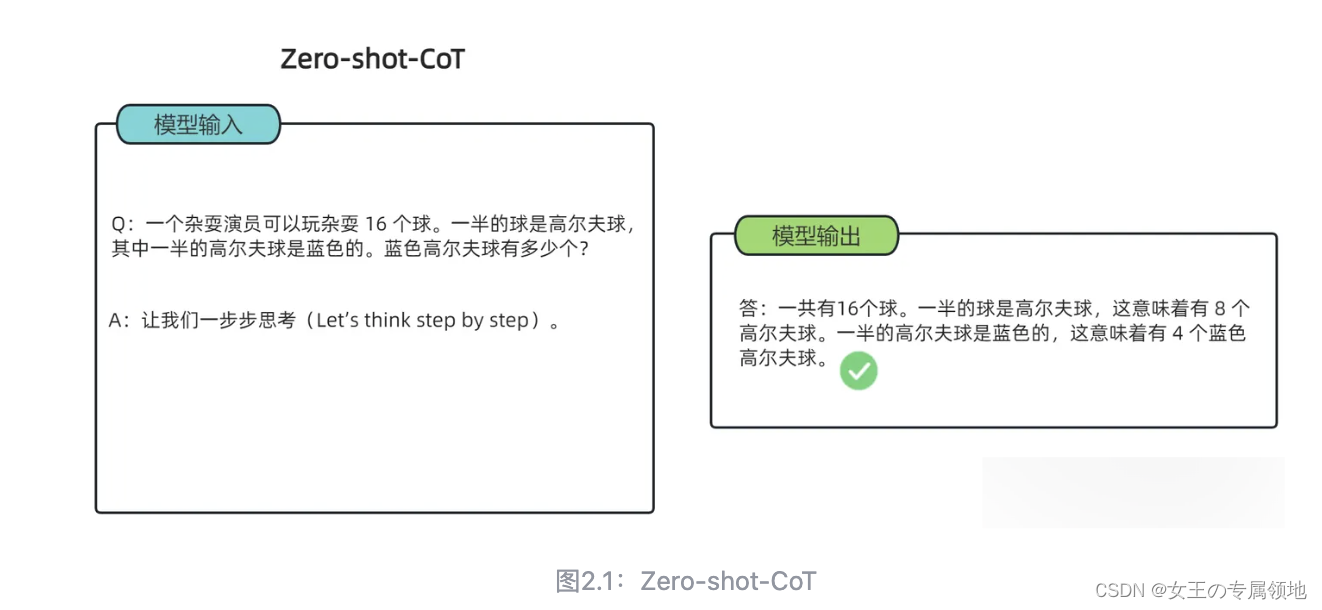 Zero-shot-CoT
模型输入
Q：一个杂耍演员可以玩杂耍 16 个球。一半的球是高尔夫球，
其中一半的高尔夫球是蓝色的。蓝色高尔夫球有多少个？
A：让我们一步步思考（Let’s think step by step）。
模型输出
答：一共有16个球。一半的球是高尔夫球，这意味着有 8 个
高尔夫球。一半的高尔夫球是蓝色的，这意味着有 4 个蓝色
高尔夫球。
图2.1：Zero-shot-CoT
CSDN @女王の专属领地